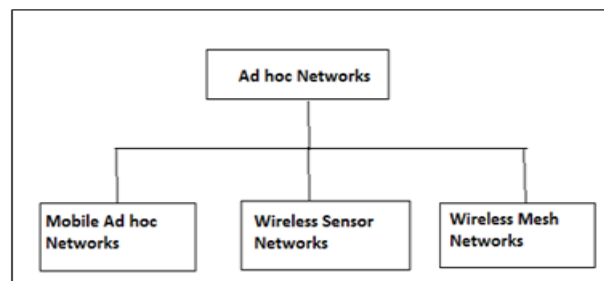 Ad hoc Networks
Mobile Ad hoc
Networks
Wireless Sensor
Networks
Wireless Mesh
Networks